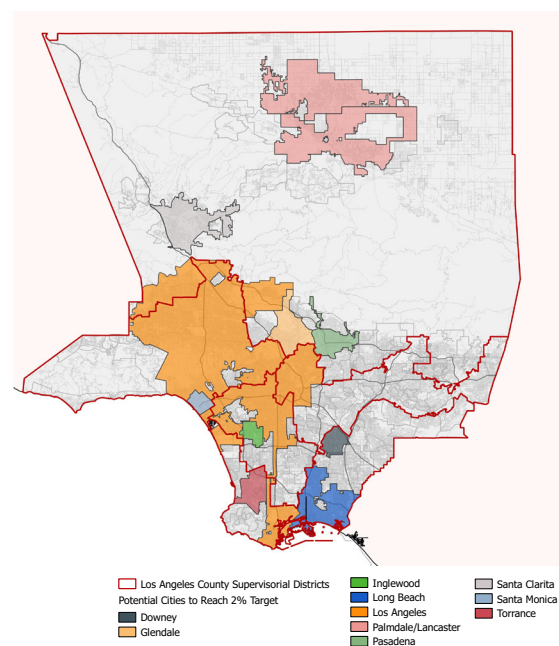 Los Angeles County Supervisorial Districts
Potential Cities to Reach 2% Target
Downey
Glendale
Inglewood
Long Beach
Los Angeles
Palmdale/Lancaster
Pasadena
Santa Clarita
Santa Monica
Torrance